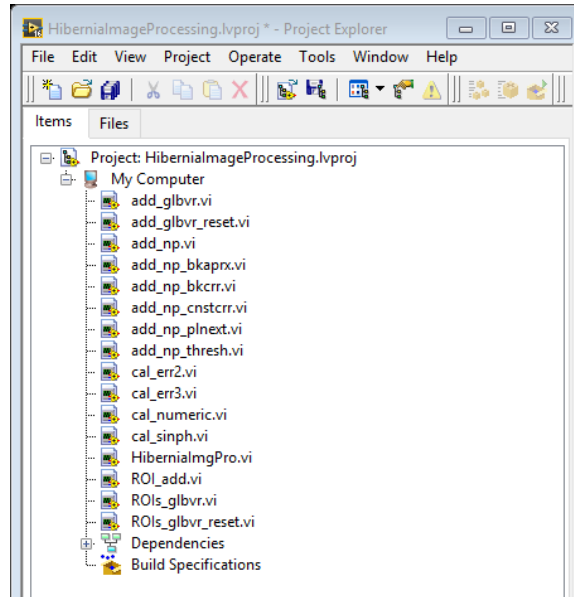 HibernialmageProcessing.lvproj * - Project Explorer
File Edit View Project Operate Tools Window Help
Items Files
Project: HibernialmageProcessing.lvproj
My Computer
add_glbvr.vi
add_glbvr_reset.vi
add_np.vi
add_np_bkaprx.vi
add_np_bkcrr.vi
add_np_cnstcrr.vi
add_np_plnext.vi
add_np_thresh.vi
cal_err2.vi
cal_err3.vi
cal_numeric.vi
cal_sinph.vi
HibernialmgPro.vi
ROI_add.vi
ROIs_glbvr.vi
ROIs_glbvr_reset.vi
Dependencies
Build Specifications